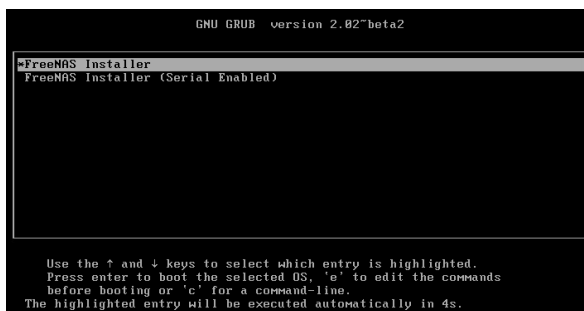 GNU GRUB version 2.02~beta2
*FreeNAS Installer
FreeNAS Installer (Serial Enabled)
Use the ↑ and ↓ keys to select which entry is highlighted.
Press enter to boot the selected OS, 'e' to edit the commands
before booting or 'c' for a command-line.
The highlighted entry will be executed automatically in 4s.